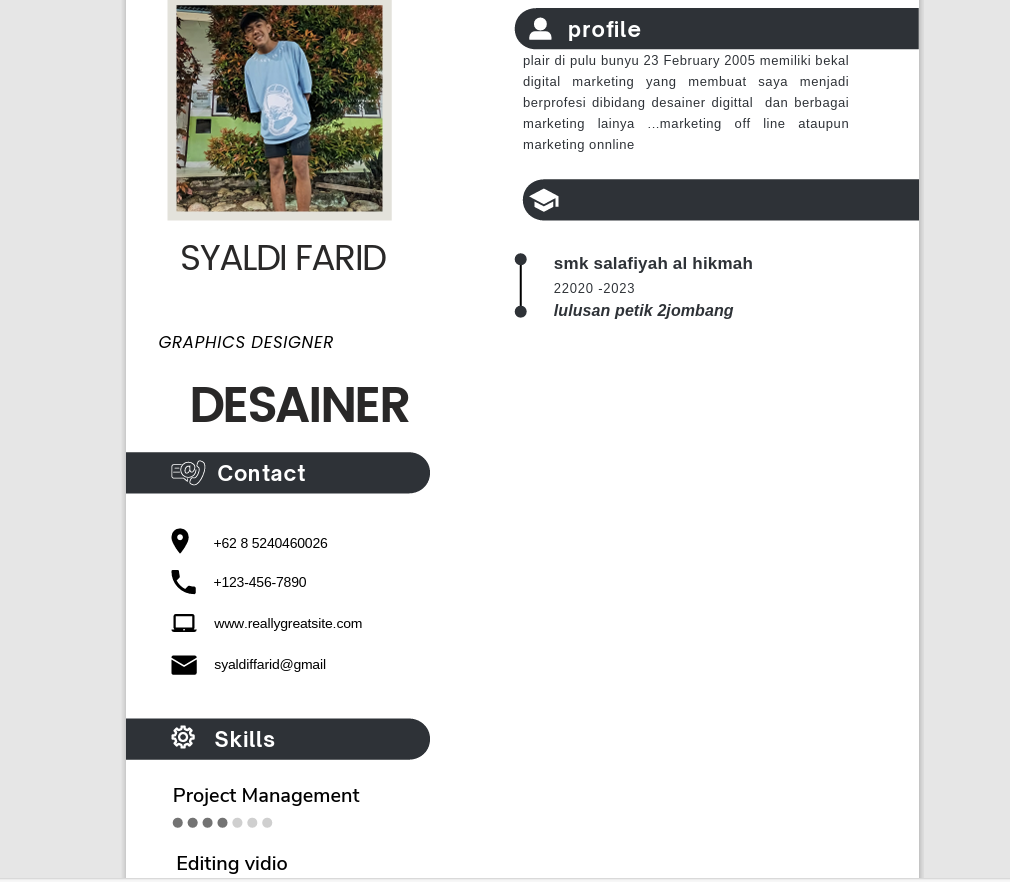 SYALDI FARID
GRAPHICS DESIGNER
DESAINER
Contact
+62 8 5240460026
+123-456-7890
www.reallygreatsite.com
syaldiffarid@gmail
Skills
Project Management
Editing vidio
profile
plair di pulu bunyu 23 February 2005 memiliki bekal
digital marketing yang membuat saya menjadi
berprofesi dibidang desainer digittal dan berbagai
marketing lainya ...marketing off line ataupun
marketing onnline
smk salafiyah al hikmah
22020 -2023
lulusan petik 2jombang